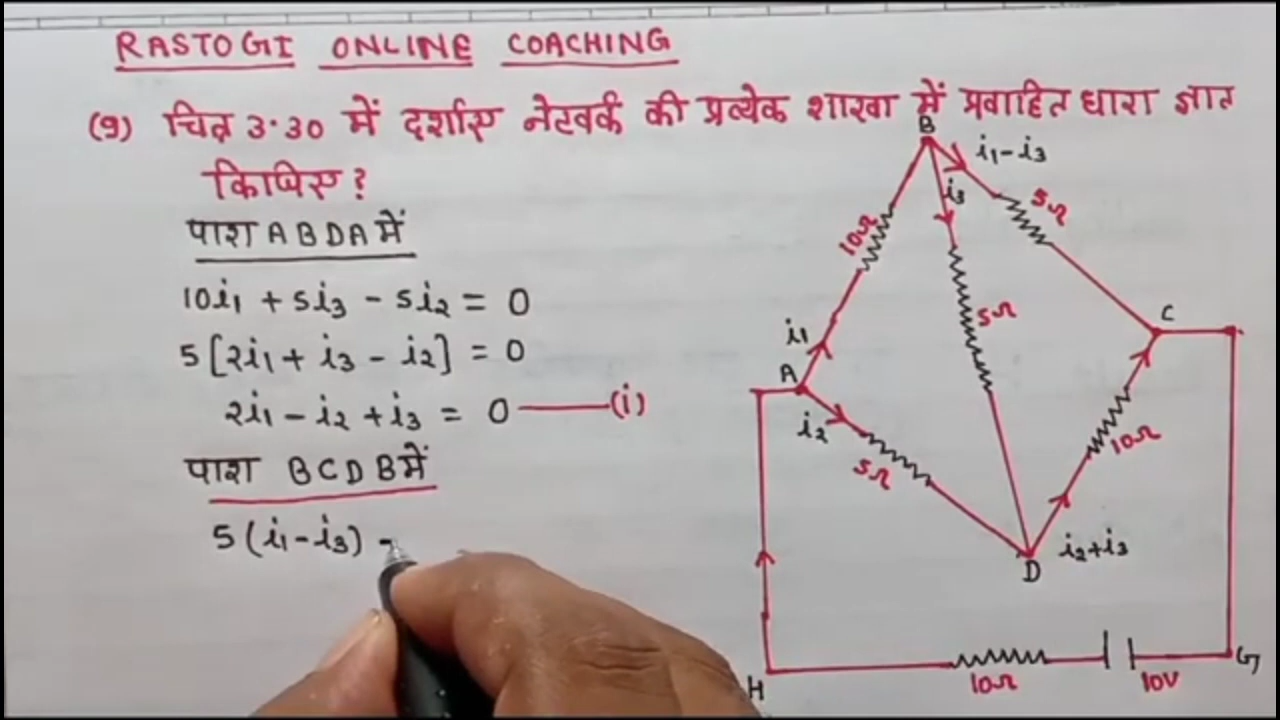 RASTOGI ONLINE COACHING
(9) चित्र 3.30 में दर्शाए नेटवर्क की प्रत्येक शाखा में प्रवाहित धारा ज्ञात
किजिए?
पाश ABDA में
10i₁ + 5i₃ - 5i₂ = 0
5[2i₁ + i₃ - i₂] = 0
2i₁ - i₂ + i₃ = 0 —(i)
पाश BCDB में
5(i₁-i₃) -
B
i₁-i₃
i₃
5Ω
10Ω
5Ω
C
i₁
A
i₂
5Ω
10Ω
D
i₂+i₃
H
10Ω
10V
G